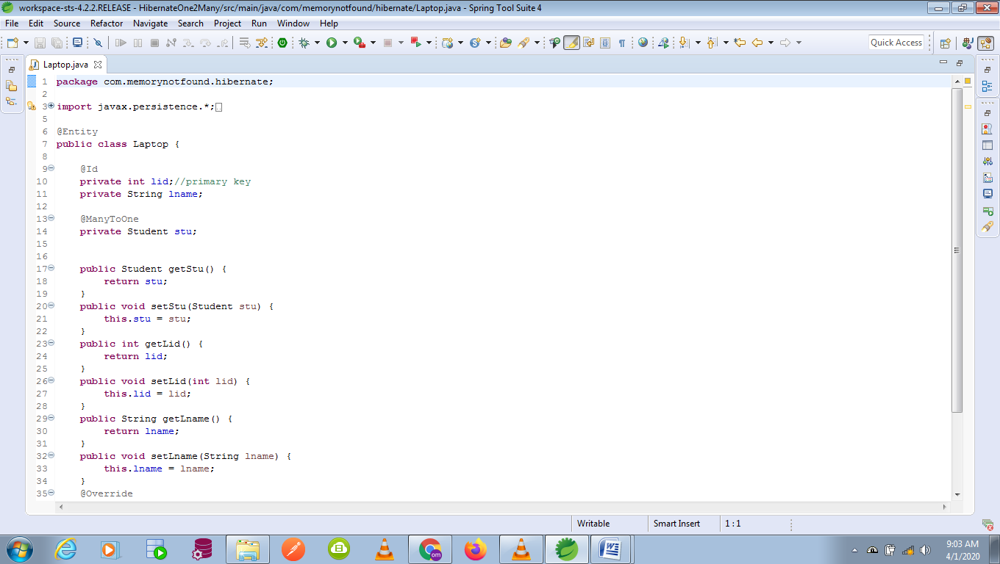 workspace-sts-4.2.2.RELEASE - HibernateOne2Many/src/main/java/com/memorynotfound/hibernate/Laptop.java - Spring Tool Suite 4
File Edit Source Refactor Navigate Search Project Run Window Help
Quick Access
Laptop.java
1 package com.memorynotfound.hibernate;
2
3 import javax.persistence.*;
5
6 @Entity
7 public class Laptop {
8
9 @Id
10 private int lid;//primary key
11 private String lname;
12
13 @ManyToOne
14 private Student stu;
15
16
17 public Student getStu() {
18 return stu;
19 }
20 public void setStu(Student stu) {
21 this.stu = stu;
22 }
23 public int getLid() {
24 return lid;
25 }
26 public void setLid(int lid) {
27 this.lid = lid;
28 }
29 public String getLname() {
30 return lname;
31 }
32 public void setLname(String lname) {
33 this.lname = lname;
34 }
35 @Override
Writable Smart Insert 1 : 1
om
9:03 AM
4/1/2020